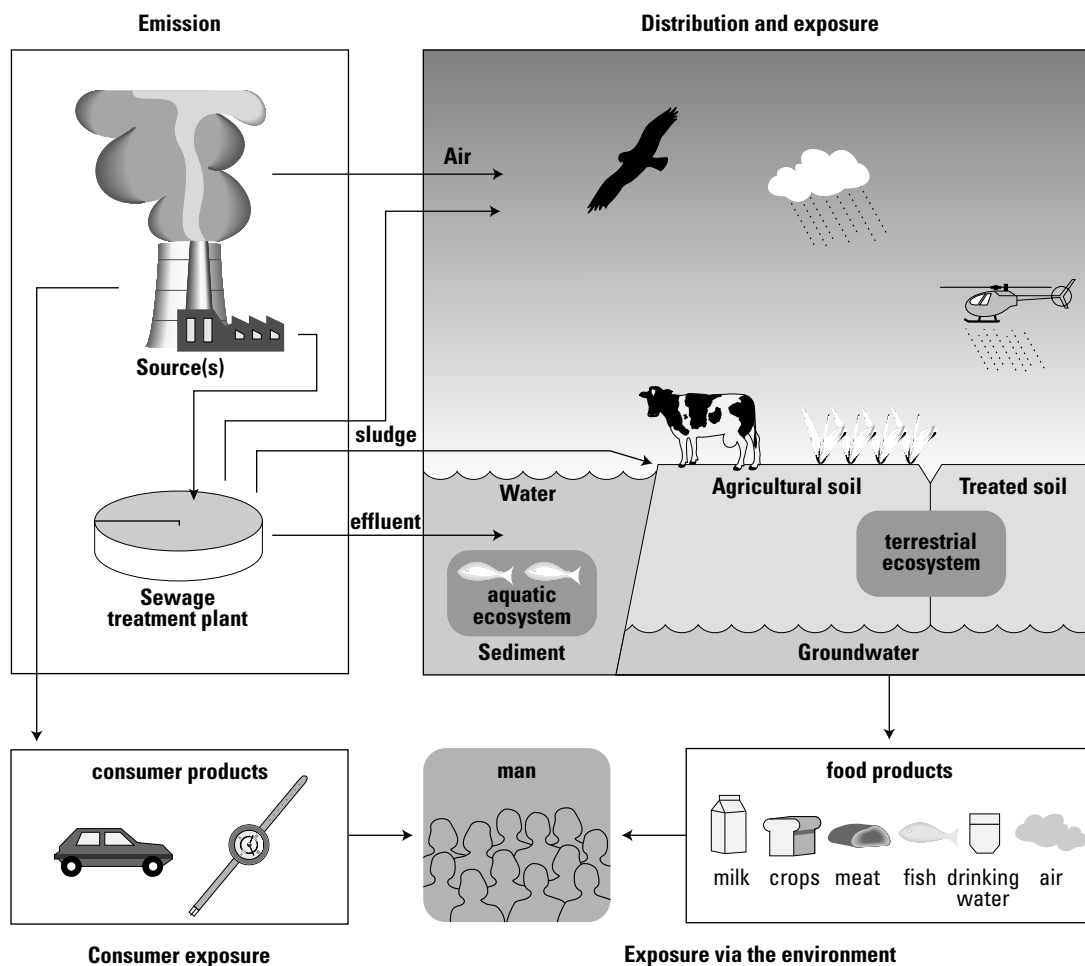 Emission
Distribution and exposure
Air
Source(s)
sludge
Water
Agricultural soil
Treated soil
effluent
terrestrial
ecosystem
aquatic
ecosystem
Sewage
treatment plant
Sediment
Groundwater
consumer products
man
food products
milk
crops
meat
fish
drinking
water
air
Consumer exposure
Exposure via the environment